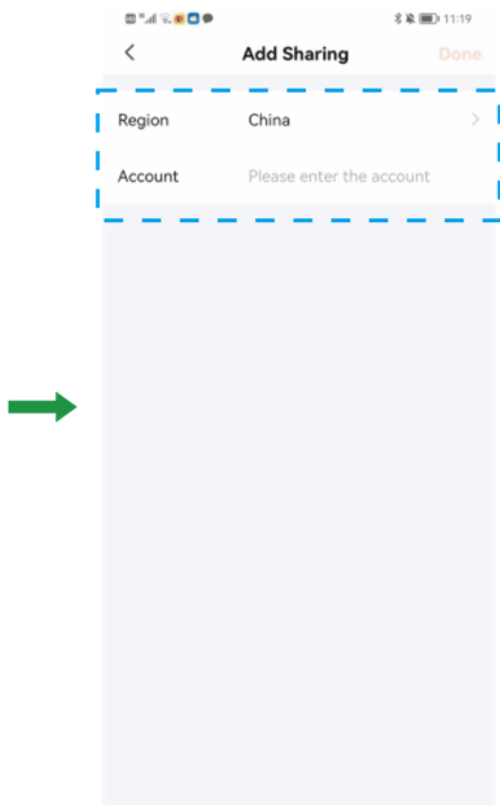 11:19
Add Sharing
Done
Region
China
Account
Please enter the account